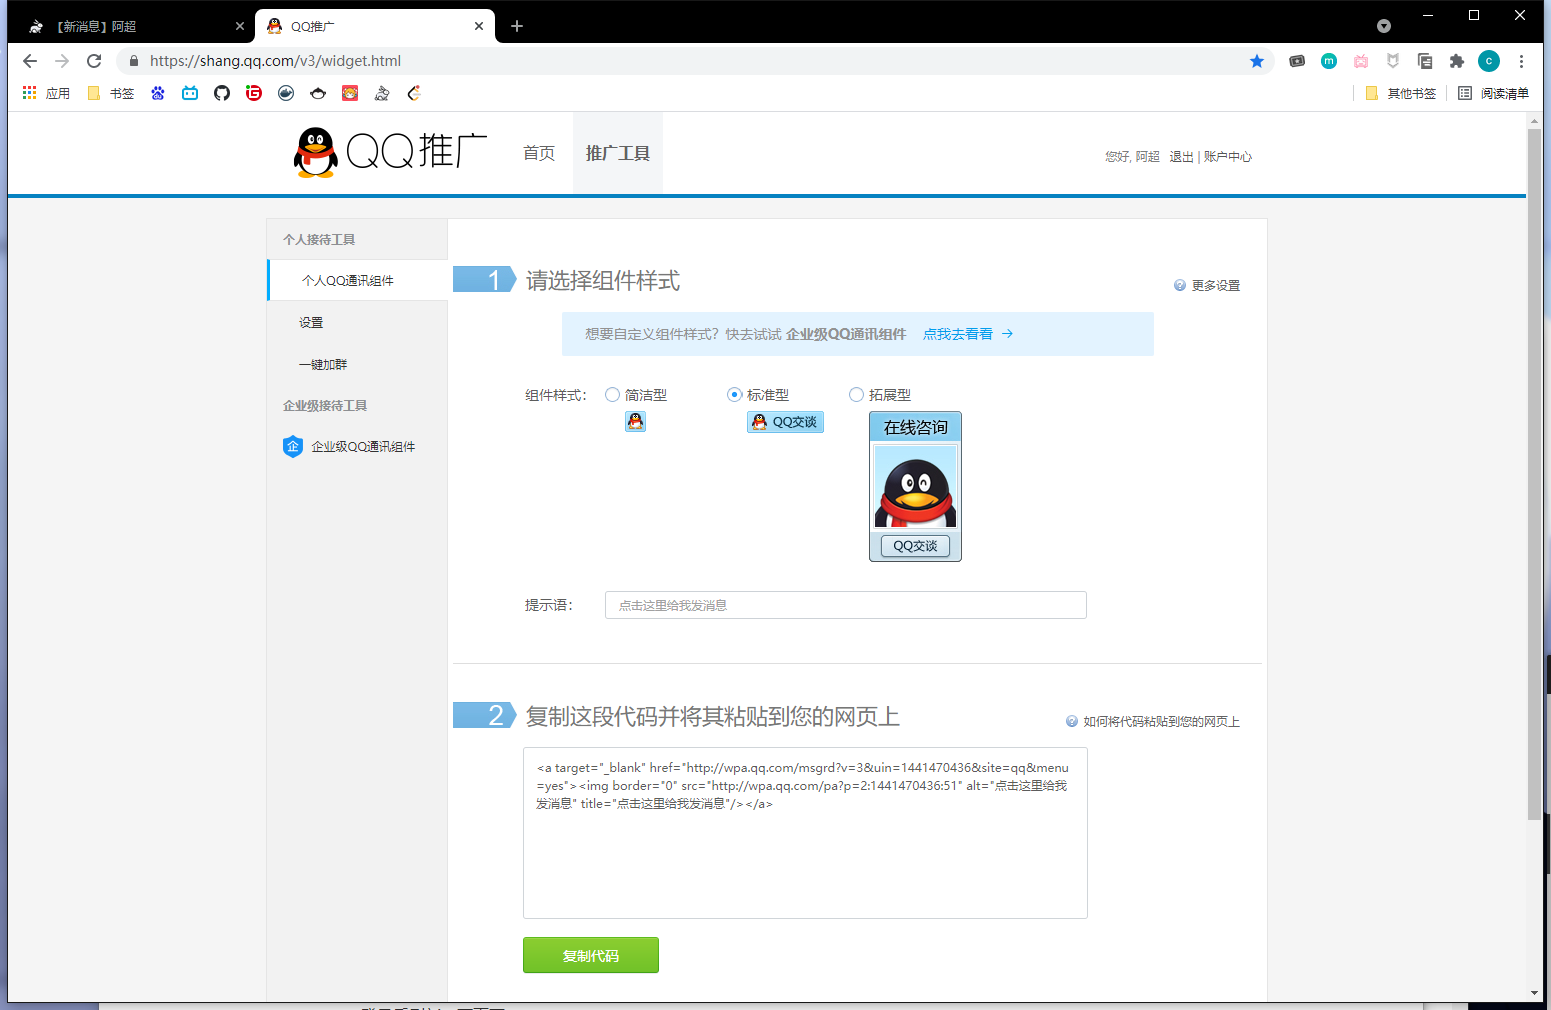 【新消息】阿超
QQ推广
https://shang.qq.com/v3/widget.html
应用
书签
其他书签
阅读清单
QQ推广
首页
推广工具
您好, 阿超 退出 | 账户中心
个人接待工具
个人QQ通讯组件
设置
一键加群
企业级接待工具
企
企业级QQ通讯组件
1 请选择组件样式
更多设置
想要自定义组件样式？快去试试 企业级QQ通讯组件 点我去看看 →
组件样式： 简洁型 标准型 拓展型
QQ交谈
在线咨询
QQ交谈
提示语： 点击这里给我发消息
2 复制这段代码并将其粘贴到您的网页上
如何将代码粘贴到您的网页上
<a target="_blank" href="http://wpa.qq.com/msgrd?v=3&uin=1441470436&site=qq&menu
=yes"><img border="0" src="http://wpa.qq.com/pa?p=2:1441470436:51" alt="点击这里给我
发消息" title="点击这里给我发消息"/></a>
复制代码